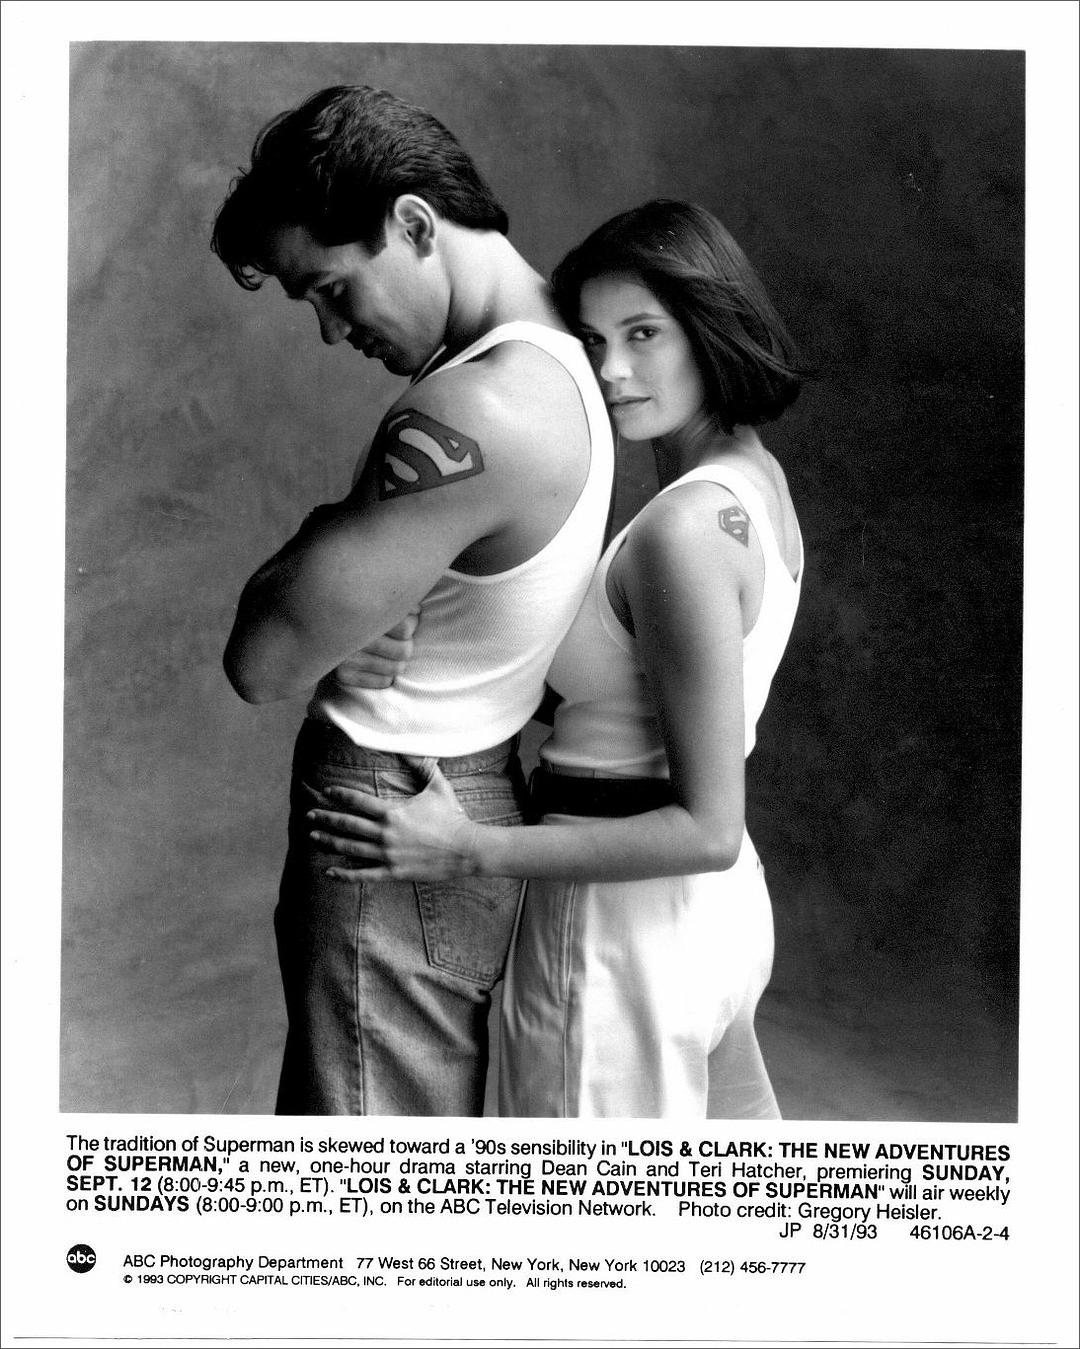 The tradition of Superman is skewed toward a '90s sensibility in "LOIS & CLARK: THE NEW ADVENTURES
OF SUPERMAN," a new, one-hour drama starring Dean Cain and Teri Hatcher, premiering SUNDAY,
SEPT. 12 (8:00-9:45 p.m., ET). "LOIS & CLARK: THE NEW ADVENTURES OF SUPERMAN" will air weekly
on SUNDAYS (8:00-9:00 p.m., ET), on the ABC Television Network. Photo credit: Gregory Heisler.
JP 8/31/93 46106A-2-4
abc
ABC Photography Department 77 West 66 Street, New York, New York 10023 (212) 456-7777
© 1993 COPYRIGHT CAPITAL CITIES/ABC, INC. For editorial use only. All rights reserved.